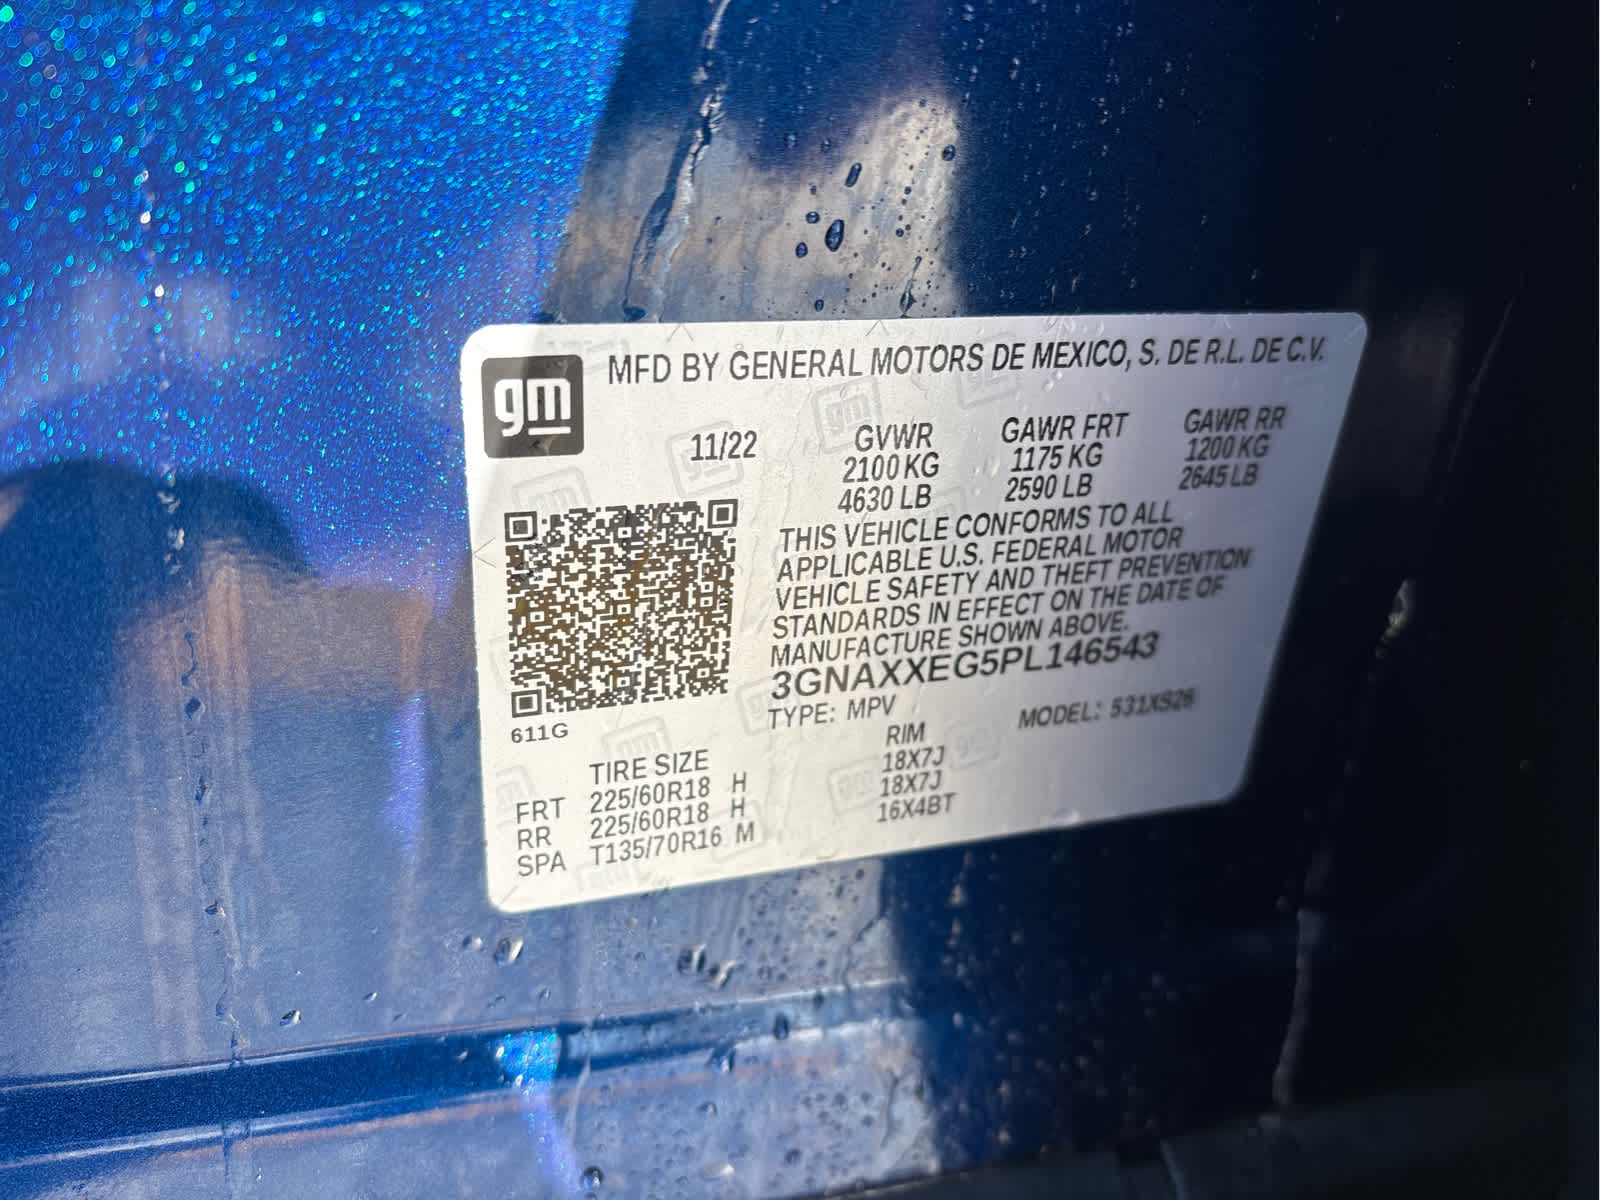 gm
MFD BY GENERAL MOTORS DE MEXICO, S. DE R.L. DE C.V.
11/22 GVWR GAWR FRT GAWR RR
2100 KG 1175 KG 1200 KG
4630 LB 2590 LB 2645 LB
THIS VEHICLE CONFORMS TO ALL
APPLICABLE U.S. FEDERAL MOTOR
VEHICLE SAFETY AND THEFT PREVENTION
STANDARDS IN EFFECT ON THE DATE OF
MANUFACTURE SHOWN ABOVE.
3GNAXXEG5PL146543
TYPE: MPV MODEL: 531XS26
611G
TIRE SIZE RIM
FRT 225/60R18 H 18X7J
RR 225/60R18 H 18X7J
SPA T135/70R16 M 16X4BT